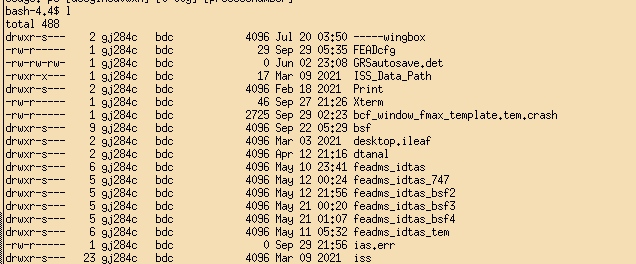 bash-4.4$ l
total 488
drwxr-s--- 2 gj284c bdc 4096 Jul 20 03:50 -----wingbox
-rw-r----- 1 gj284c bdc 29 Sep 29 05:35 FEADcfg
-rw-rw-rw- 1 gj284c bdc 0 Jun 02 23:08 GRSautosave.det
-rwxr-x--- 1 gj284c bdc 17 Mar 09 2021 ISS_Data_Path
drwxr-s--- 2 gj284c bdc 4096 Feb 18 2021 Print
-rw-r----- 1 gj284c bdc 46 Sep 27 21:26 Xterm
-rw-r----- 1 gj284c bdc 2725 Sep 29 02:23 bcf_window_fmax_template.tem.crash
drwxr-s--- 9 gj284c bdc 4096 Sep 22 05:29 bsf
drwxr-s--- 2 gj284c bdc 4096 Mar 03 2021 desktop.ileaf
drwxr-s--- 2 gj284c bdc 4096 Apr 12 21:16 dtanal
drwxr-s--- 6 gj284c bdc 4096 May 10 23:41 feadms_idtas
drwxr-s--- 5 gj284c bdc 4096 May 12 00:24 feadms_idtas_747
drwxr-s--- 5 gj284c bdc 4096 May 12 21:56 feadms_idtas_bsf2
drwxr-s--- 5 gj284c bdc 4096 May 21 00:20 feadms_idtas_bsf3
drwxr-s--- 5 gj284c bdc 4096 May 21 01:07 feadms_idtas_bsf4
drwxr-s--- 6 gj284c bdc 4096 May 11 05:32 feadms_idtas_tem
-rw-r----- 1 gj284c bdc 0 Sep 29 21:56 ias.err
drwxr-s--- 23 gj284c bdc 4096 Mar 09 2021 iss